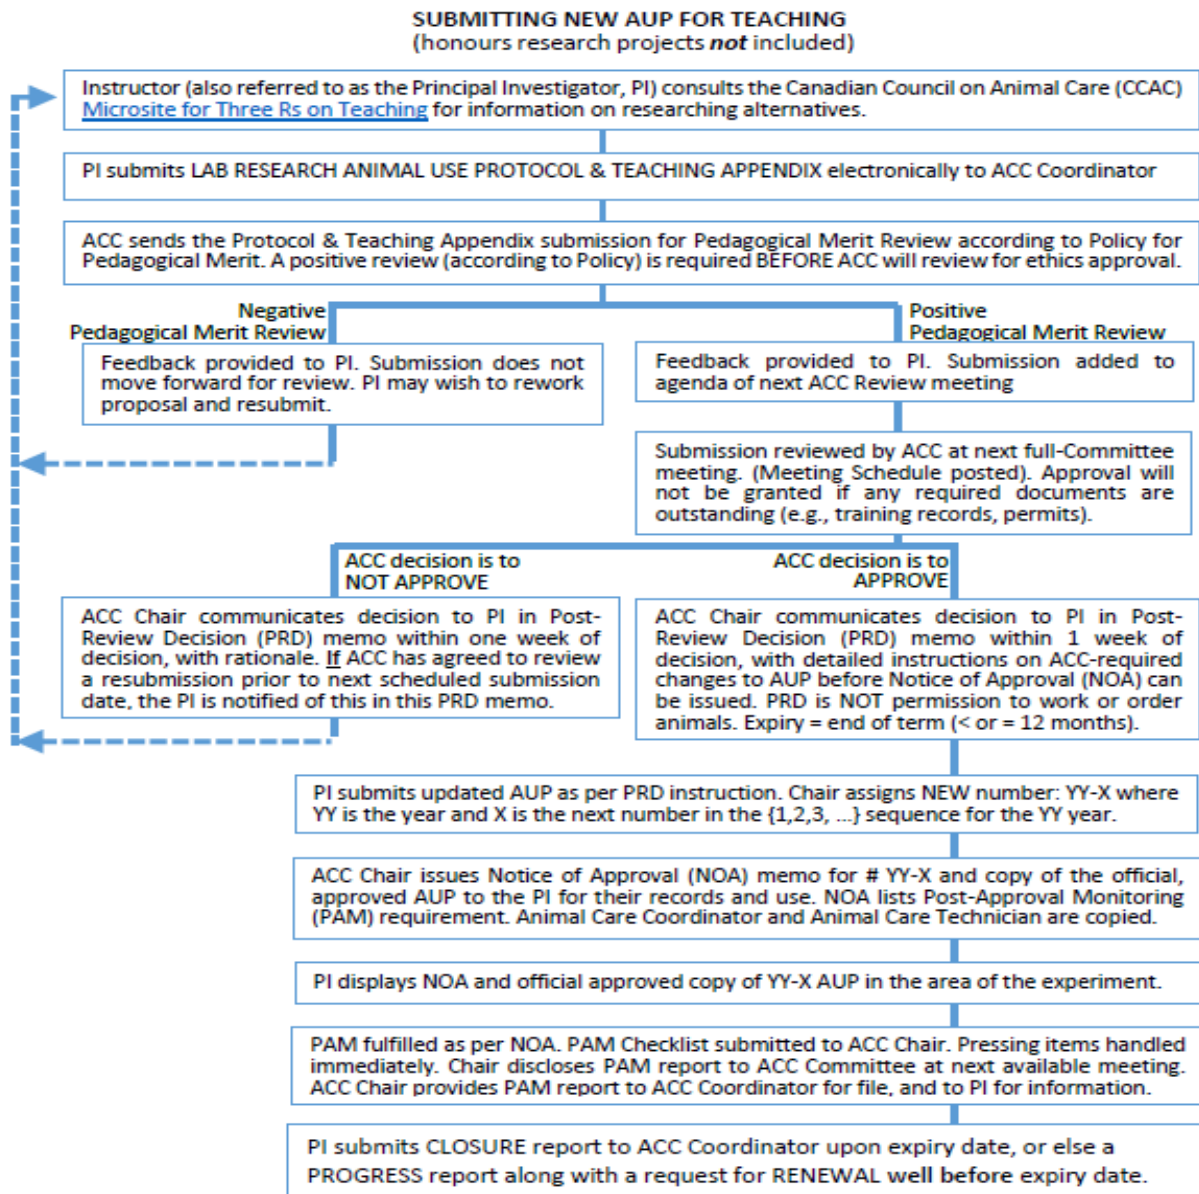 SUBMITTING NEW AUP FOR TEACHING
(honours research projects not included)
Instructor (also referred to as the Principal Investigator, PI) consults the Canadian Council on Animal Care (CCAC)
Microsite for Three Rs on Teaching for information on researching alternatives.
PI submits LAB RESEARCH ANIMAL USE PROTOCOL & TEACHING APPENDIX electronically to ACC Coordinator
ACC sends the Protocol & Teaching Appendix submission for Pedagogical Merit Review according to Policy for
Pedagogical Merit. A positive review (according to Policy) is required BEFORE ACC will review for ethics approval.
Negative
Pedagogical Merit Review
Feedback provided to PI. Submission does not
move forward for review. PI may wish to rework
proposal and resubmit.
Positive
Pedagogical Merit Review
Feedback provided to PI. Submission added to
agenda of next ACC Review meeting
Submission reviewed by ACC at next full-Committee
meeting. (Meeting Schedule posted). Approval will
not be granted if any required documents are
outstanding (e.g., training records, permits).
ACC decision is to
NOT APPROVE
ACC Chair communicates decision to PI in Post-
Review Decision (PRD) memo within one week of
decision, with rationale. If ACC has agreed to review
a resubmission prior to next scheduled submission
date, the PI is notified of this in this PRD memo.
ACC decision is to
APPROVE
ACC Chair communicates decision to PI in Post-
Review Decision (PRD) memo within 1 week of
decision, with detailed instructions on ACC-required
changes to AUP before Notice of Approval (NOA) can
be issued. PRD is NOT permission to work or order
animals. Expiry = end of term (< or = 12 months).
PI submits updated AUP as per PRD instruction. Chair assigns NEW number: YY-X where
YY is the year and X is the next number in the {1,2,3, ...} sequence for the YY year.
ACC Chair issues Notice of Approval (NOA) memo for # YY-X and copy of the official,
approved AUP to the PI for their records and use. NOA lists Post-Approval Monitoring
(PAM) requirement. Animal Care Coordinator and Animal Care Technician are copied.
PI displays NOA and official approved copy of YY-X AUP in the area of the experiment.
PAM fulfilled as per NOA. PAM Checklist submitted to ACC Chair. Pressing items handled
immediately. Chair discloses PAM report to ACC Committee at next available meeting.
ACC Chair provides PAM report to ACC Coordinator for file, and to PI for information.
PI submits CLOSURE report to ACC Coordinator upon expiry date, or else a
PROGRESS report along with a request for RENEWAL well before expiry date.